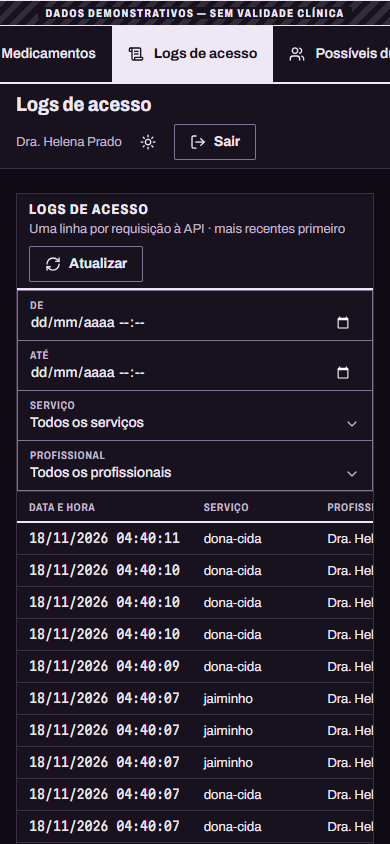 DADOS DEMONSTRATIVOS — SEM VALIDADE CLÍNICA
Medicamentos
Logs de acesso
Possíveis du
Logs de acesso
Dra. Helena Prado
Sair
LOGS DE ACESSO
Uma linha por requisição à API · mais recentes primeiro
Atualizar
DE
dd/mm/aaaa --:--
ATÉ
dd/mm/aaaa --:--
SERVIÇO
Todos os serviços
PROFISSIONAL
Todos os profissionais
DATA E HORA SERVIÇO PROFISSI
18/11/2026 04:40:11 dona-cida Dra. Hel
18/11/2026 04:40:10 dona-cida Dra. Hel
18/11/2026 04:40:10 dona-cida Dra. Hel
18/11/2026 04:40:10 dona-cida Dra. Hel
18/11/2026 04:40:09 dona-cida Dra. Hel
18/11/2026 04:40:07 jaiminho Dra. Hel
18/11/2026 04:40:07 jaiminho Dra. Hel
18/11/2026 04:40:07 jaiminho Dra. Hel
18/11/2026 04:40:07 dona-cida Dra. Hel
18/11/2026 04:40:07 dona-cida Dra. Hel